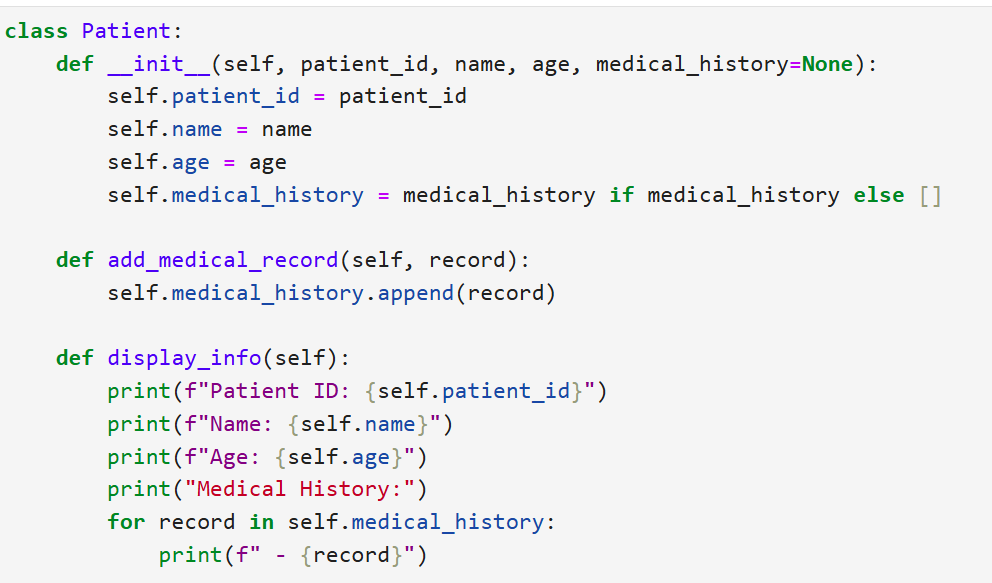 class Patient:
    def __init__(self, patient_id, name, age, medical_history=None):
        self.patient_id = patient_id
        self.name = name
        self.age = age
        self.medical_history = medical_history if medical_history else []

    def add_medical_record(self, record):
        self.medical_history.append(record)

    def display_info(self):
        print(f"Patient ID: {self.patient_id}")
        print(f"Name: {self.name}")
        print(f"Age: {self.age}")
        print("Medical History:")
        for record in self.medical_history:
            print(f" - {record}")